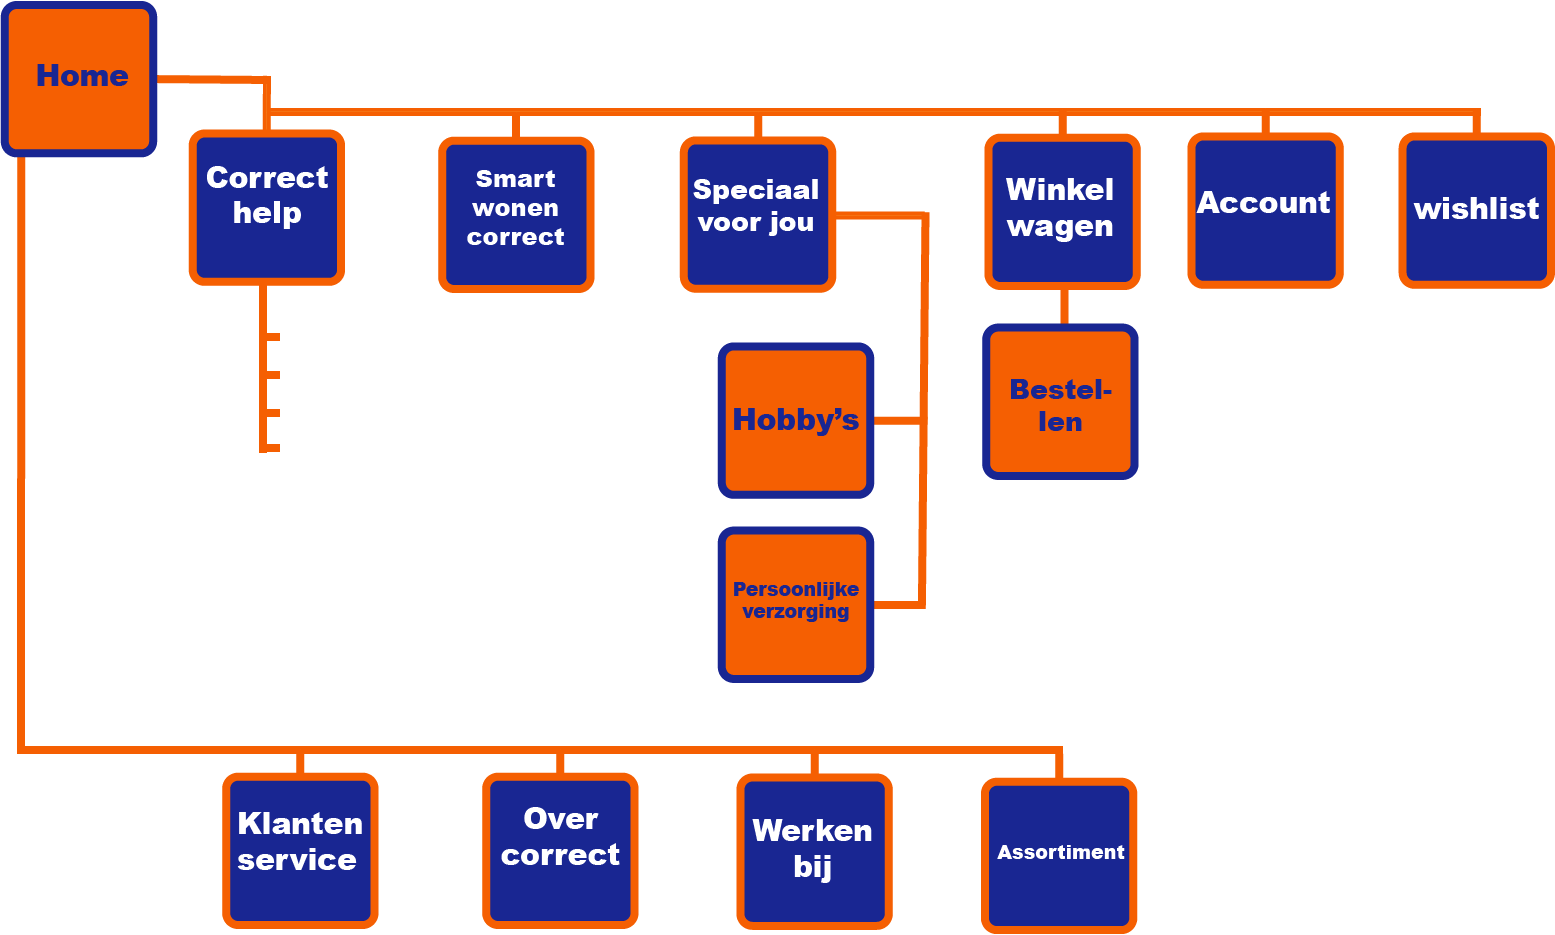 Home
Correct
help
Smart
wonen
correct
Speciaal
voor jou
Winkel
wagen
Account
wishlist
Hobby's
Bestel-
len
Persoonlijke
verzorging
Klanten
service
Over
correct
Werken
bij
Assortiment